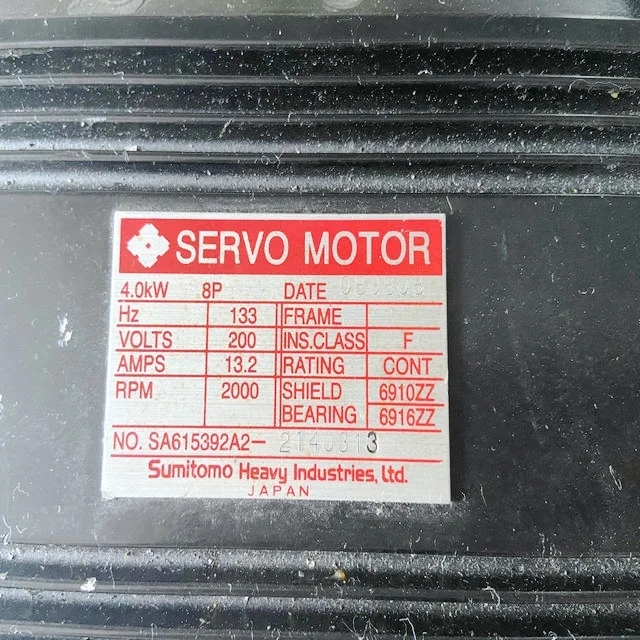 SERVO MOTOR
4.0kW 8P DATE
Hz 133 FRAME
VOLTS 200 INS.CLASS F
AMPS 13.2 RATING CONT
RPM 2000 SHIELD 6910ZZ
BEARING 6916ZZ
NO. SA615392A2- 2140313
Sumitomo Heavy Industries, Ltd.
JAPAN